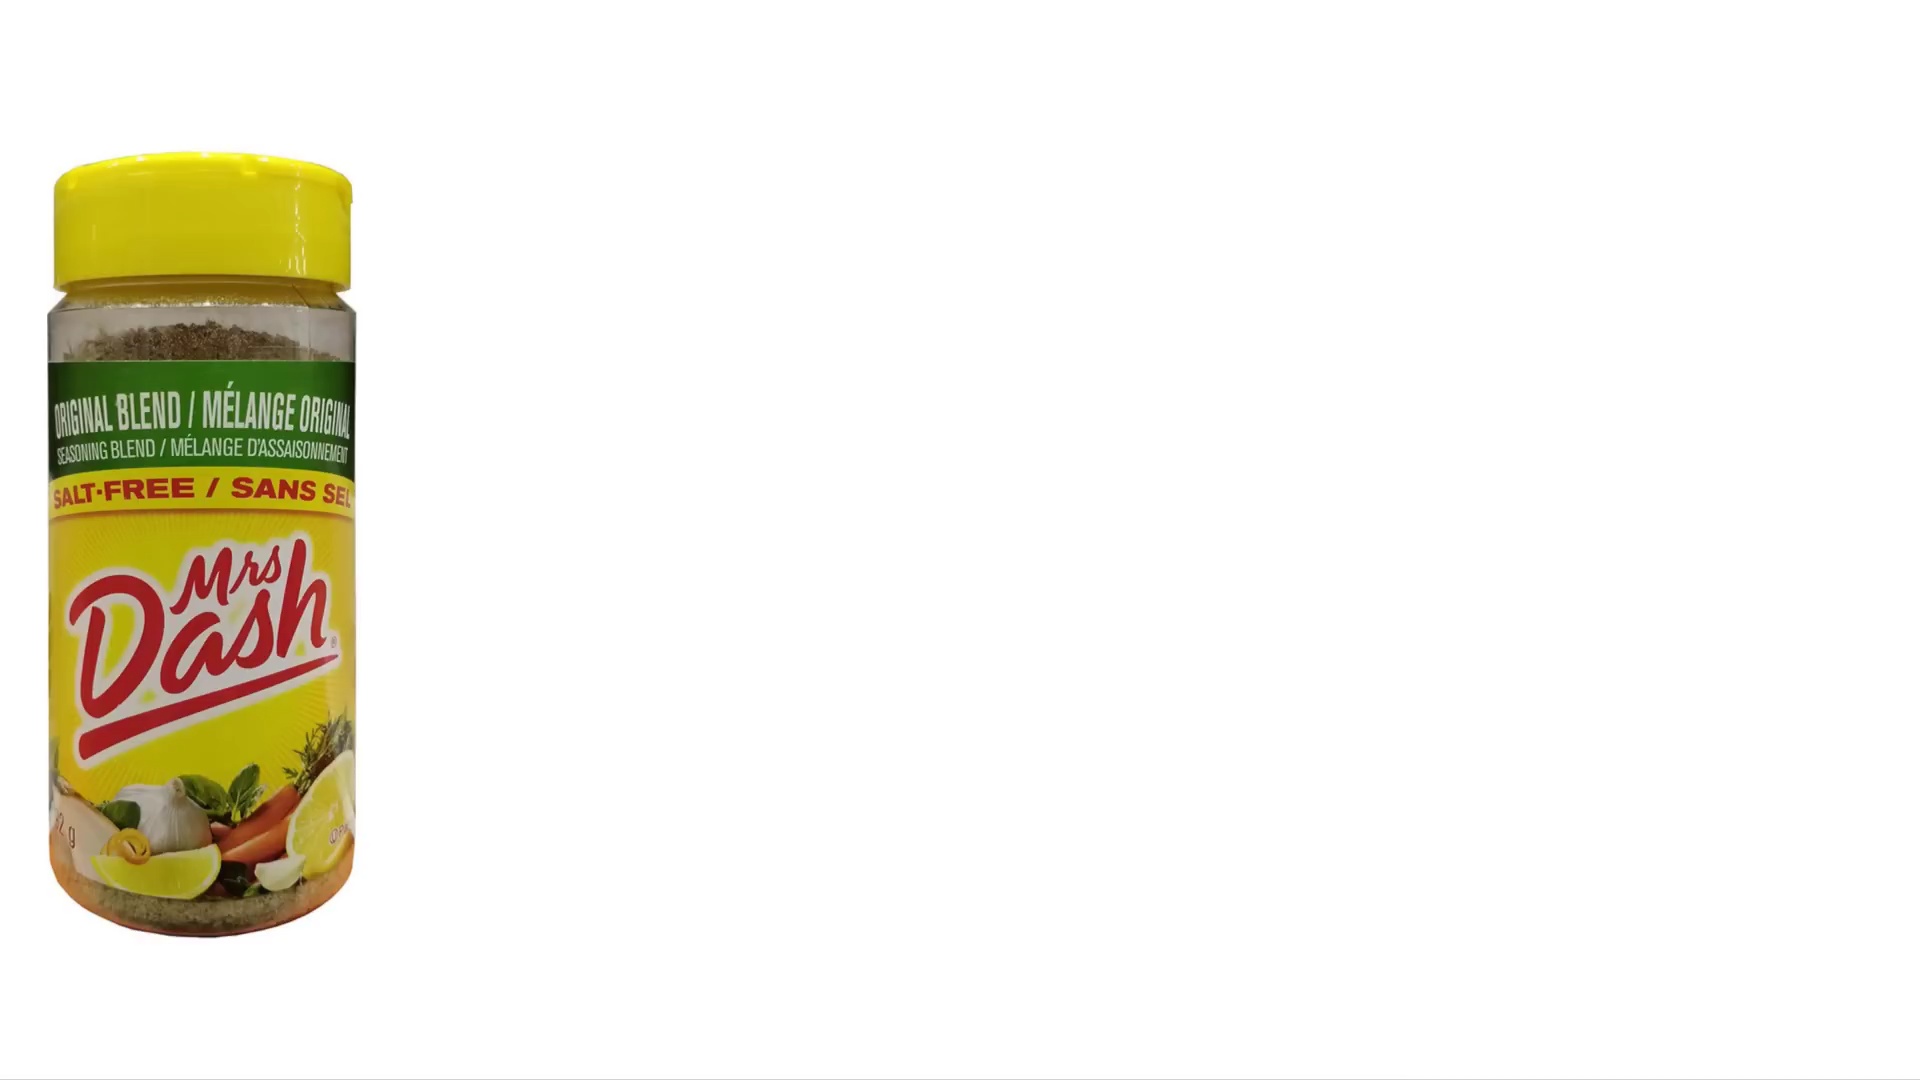 ORIGINAL BLEND / MÉLANGE ORIGINAL
SEASONING BLEND / MÉLANGE D'ASSAISONNEMENT
SALT-FREE / SANS SEL
Mrs
Dash®